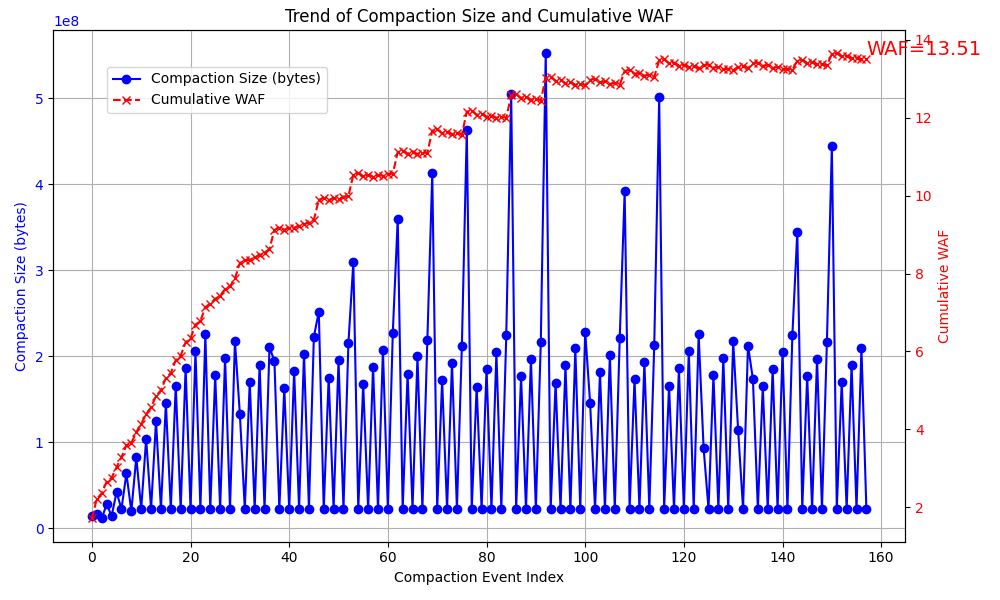 Trend of Compaction Size and Cumulative WAF
1e8
WAF=13.51
Compaction Size (bytes)
Cumulative WAF
5
4
3
2
1
0
Compaction Size (bytes)
14
12
10
8
6
4
2
Cumulative WAF
0 20 40 60 80 100 120 140 160
Compaction Event Index